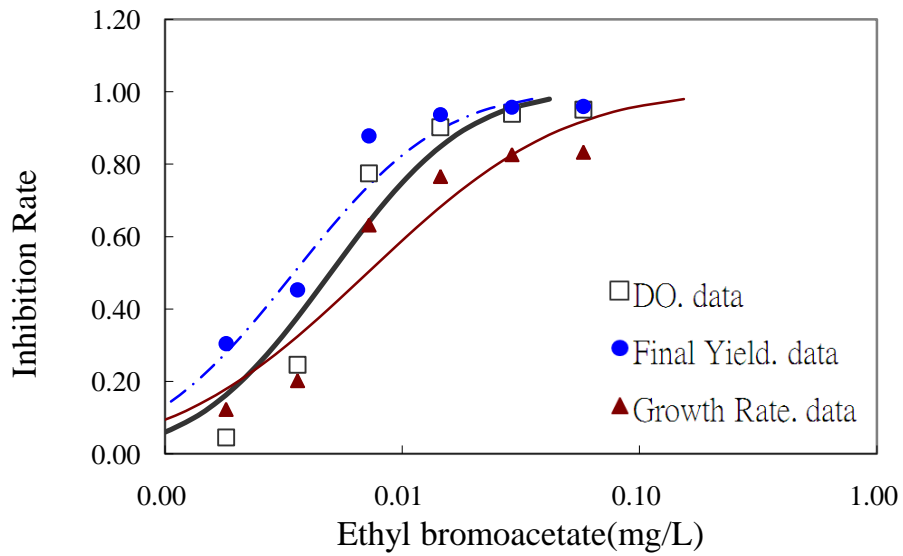 1.20
1.00
0.80
0.60
0.40
0.20
0.00
Inhibition Rate
DO. data
Final Yield. data
Growth Rate. data
0.00
0.01
0.10
1.00
Ethyl bromoacetate(mg/L)